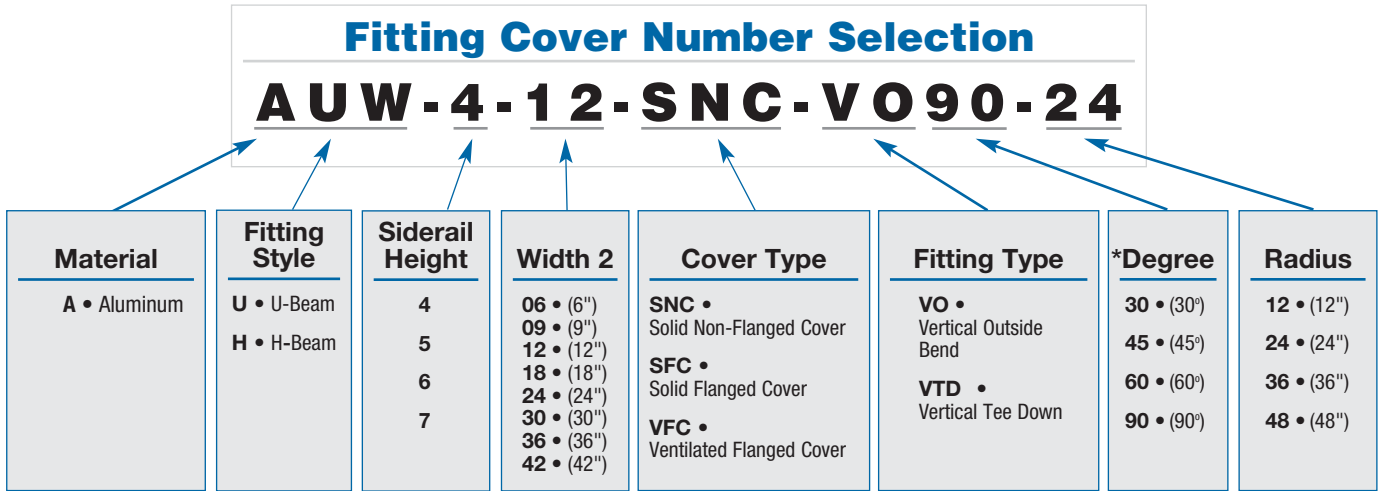 Fitting Cover Number Selection
AUW-4-12-SNC-VO90-24
Material
A • Aluminum
Fitting
Style
U • U-Beam
H • H-Beam
Siderail
Height
4
5
6
7
Width 2
06 • (6")
09 • (9")
12 • (12")
18 • (18")
24 • (24")
30 • (30")
36 • (36")
42 • (42")
Cover Type
SNC •
Solid Non-Flanged Cover
SFC •
Solid Flanged Cover
VFC •
Ventilated Flanged Cover
Fitting Type
VO •
Vertical Outside
Bend
VTD •
Vertical Tee Down
*Degree
30 • (30º)
45 • (45º)
60 • (60º)
90 • (90º)
Radius
12 • (12")
24 • (24")
36 • (36")
48 • (48")